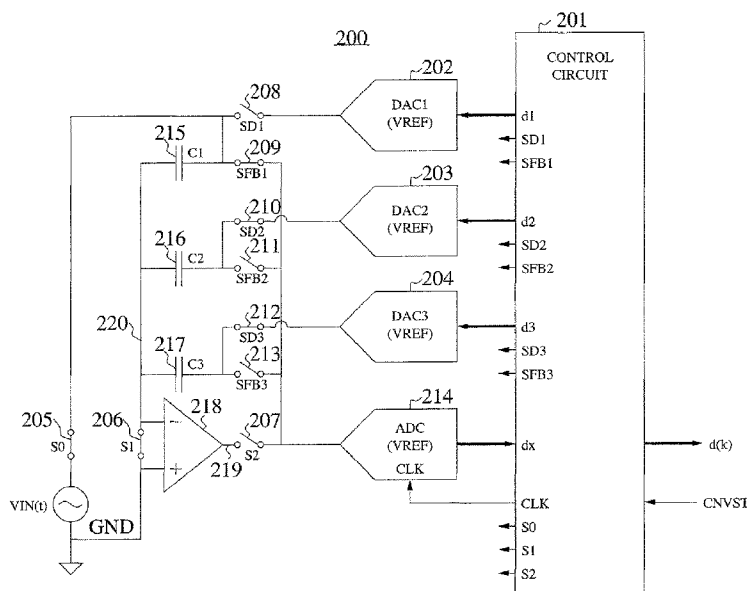 200
201
CONTROL
CIRCUIT
202
DAC1
(VREF)
208
SD1
d1
SD1
215
C1
209
SFB1
SFB1
203
DAC2
(VREF)
210
SD2
d2
SD2
216
C2
211
SFB2
SFB2
204
DAC3
(VREF)
220
212
SD3
d3
SD3
217
C3
213
SFB3
SFB3
214
ADC
(VREF)
CLK
218
205
S0
206
S1
-
+
207
S2
219
dx
d(k)
VIN(t)
GND
CLK
CNVST
S0
S1
S2